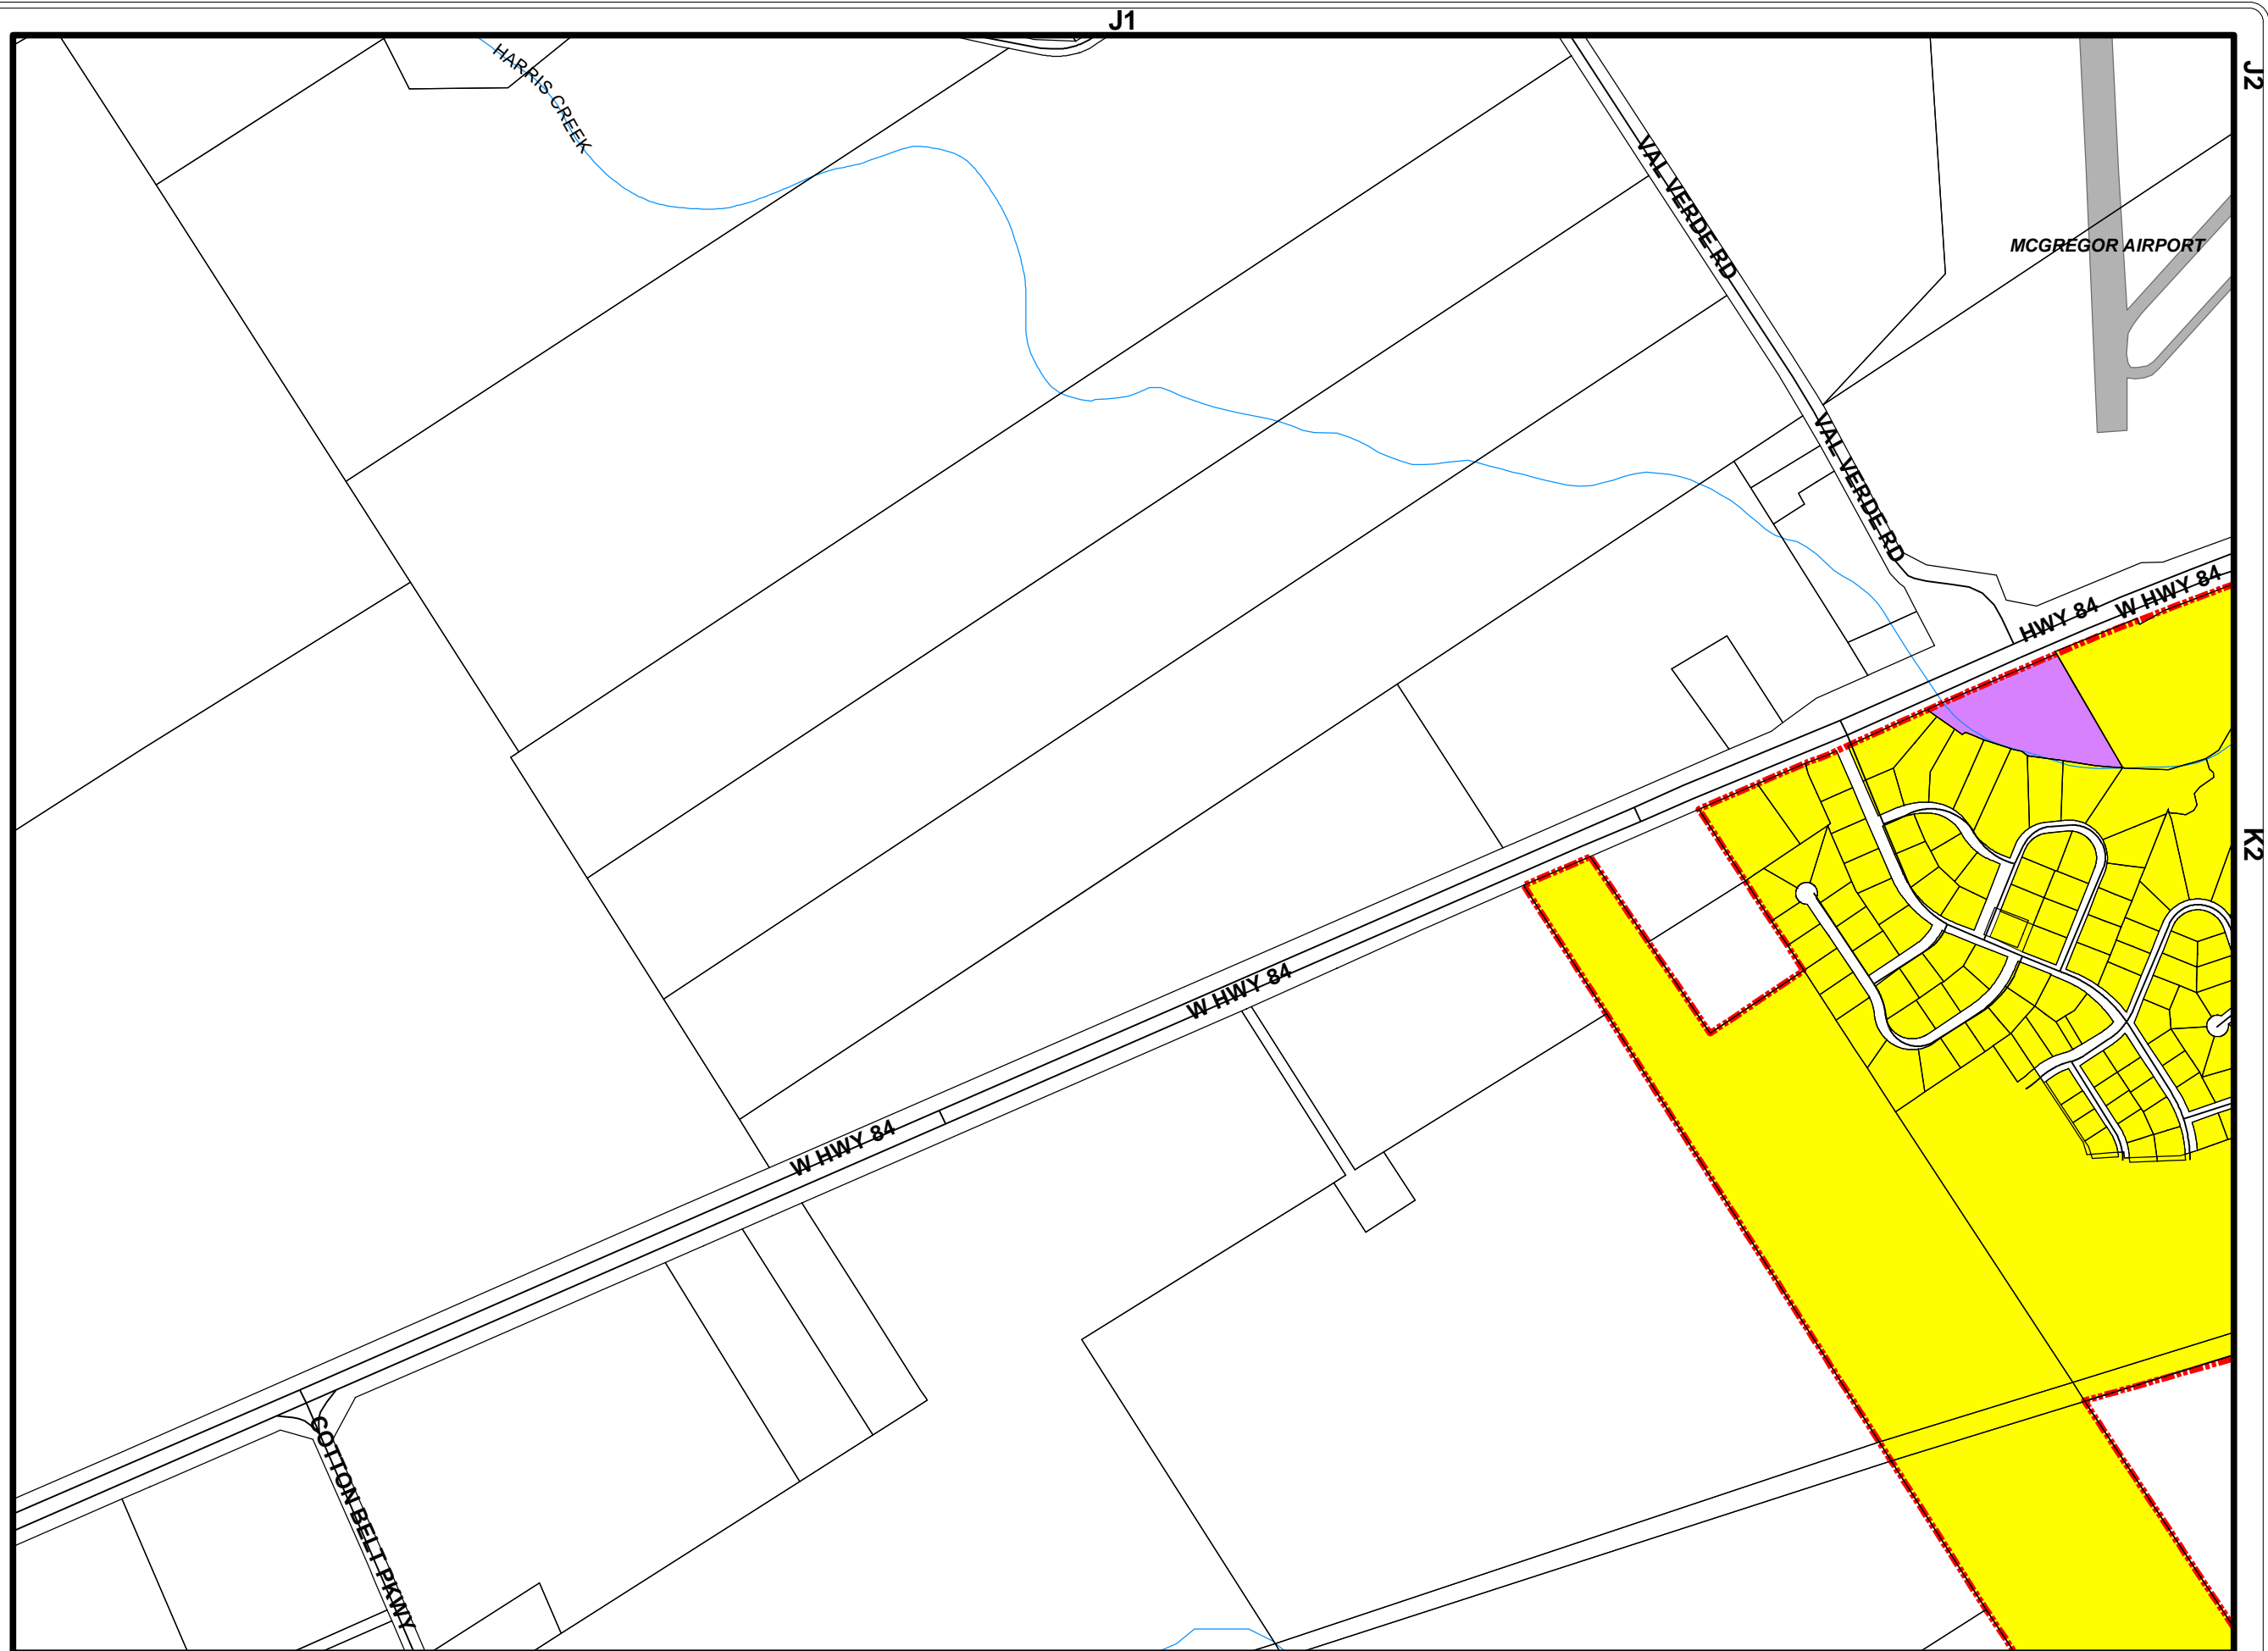 J1
J2
HARRIS CREEK
VAL VERDE RD
MCGREGOR AIRPORT
VAL VERDE RD
HWY 84
W HWY 84
K2
W HWY 84
W HWY 84
COTTON BELT PKWY